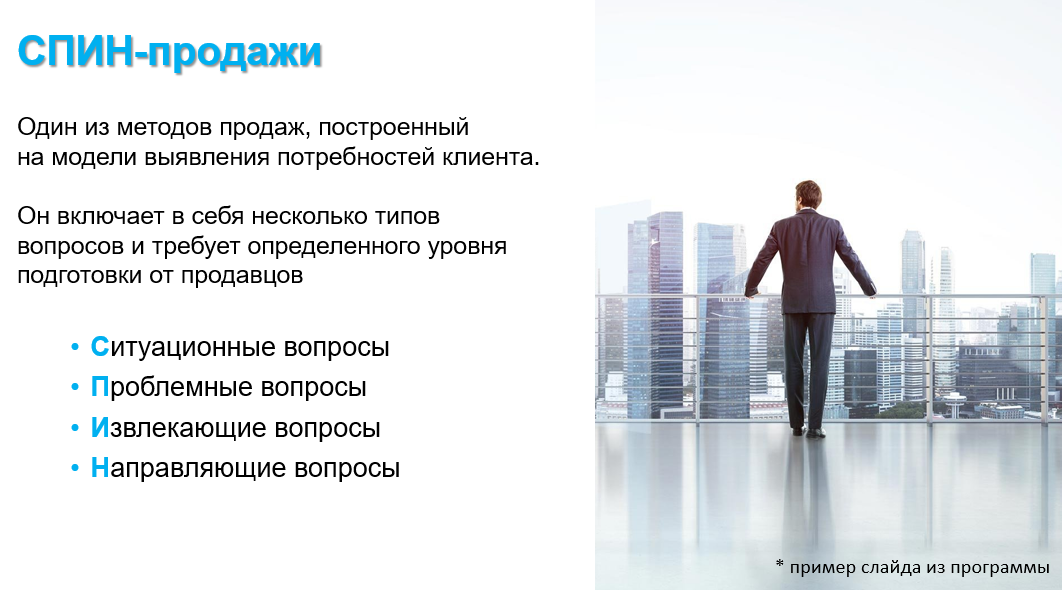 СПИН-продажи
Один из методов продаж, построенный
на модели выявления потребностей клиента.
Он включает в себя несколько типов
вопросов и требует определенного уровня
подготовки от продавцов
• Ситуационные вопросы
• Проблемные вопросы
• Извлекающие вопросы
• Направляющие вопросы
* пример слайда из программы